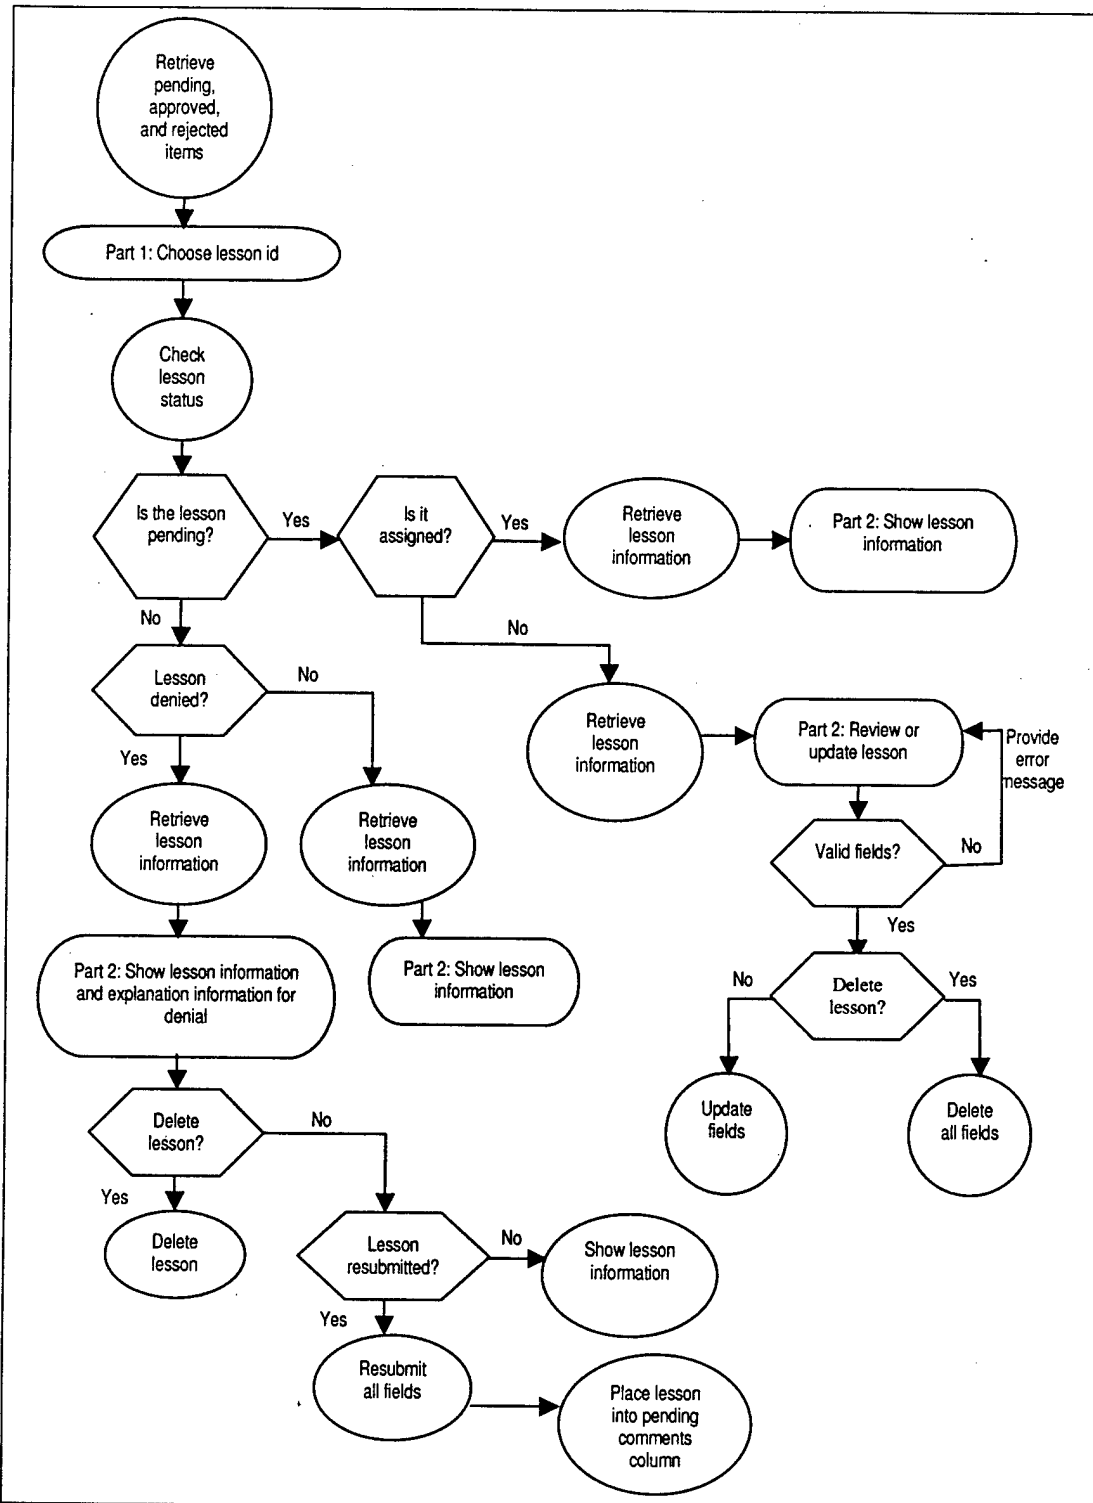 Retrieve
pending,
approved,
and rejected
items
Part 1: Choose lesson id
Check
lesson
status
Is the lesson
pending?
Yes
Is it
assigned?
Yes
Retrieve
lesson
information
Part 2: Show lesson
information
No
No
Lesson
denied?
No
Yes
Retrieve
lesson
information
Part 2: Review or
update lesson
Provide
error
message
Retrieve
lesson
information
Retrieve
lesson
information
Valid fields?
No
Yes
Part 2: Show lesson information
and explanation information for
denial
Part 2: Show lesson
information
No
Delete
lesson?
Yes
Update
fields
Delete
all fields
Delete
lesson?
No
Yes
Delete
lesson
Lesson
resubmitted?
No
Show lesson
information
Yes
Resubmit
all fields
Place lesson
into pending
comments
column